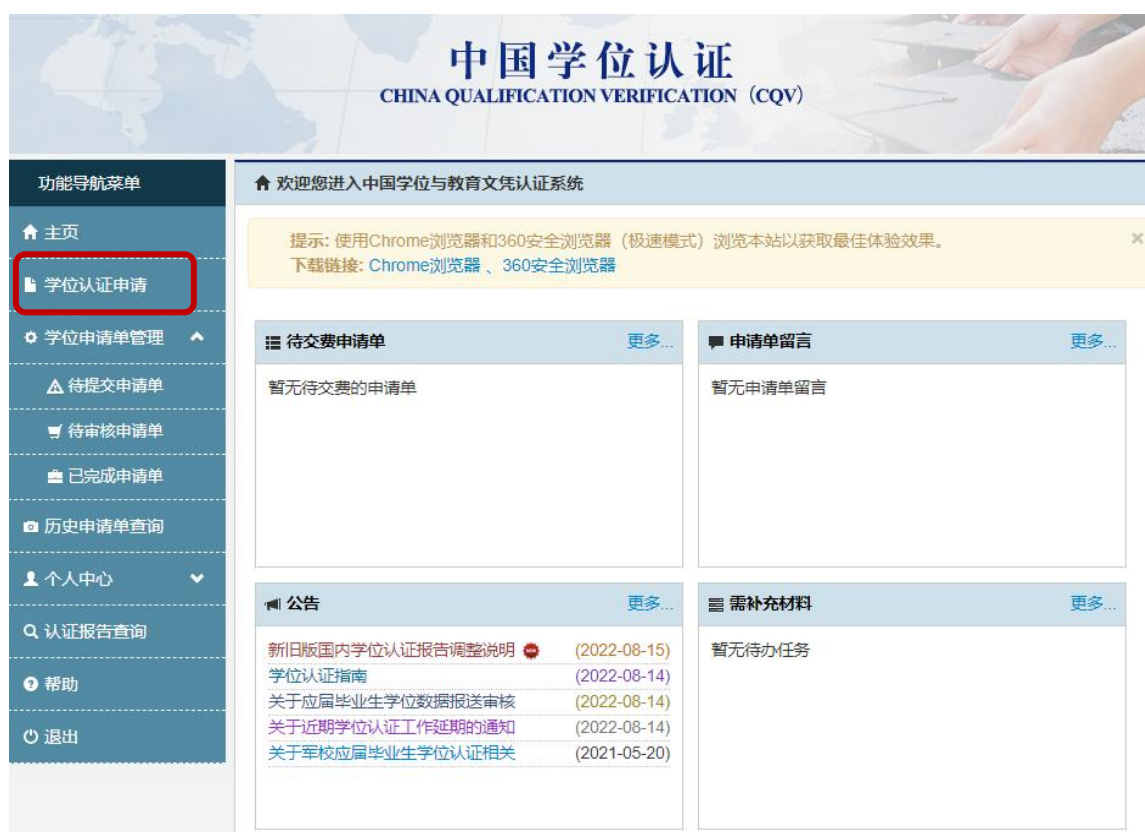 中国学位认证
CHINA QUALIFICATION VERIFICATION（CQV）
功能导航菜单
主页
学位认证申请
学位申请单管理
待提交申请单
待审核申请单
已完成申请单
历史申请单查询
个人中心
认证报告查询
帮助
退出
欢迎您进入中国学位与教育文凭认证系统
提示: 使用Chrome浏览器和360安全浏览器（极速模式）浏览本站以获取最佳体验效果。
×
下载链接: Chrome浏览器 、360安全浏览器
待交费申请单 更多...
暂无待交费的申请单
申请单留言 更多...
暂无申请单留言
公告 更多...
新旧版国内学位认证报告调整说明 (2022-08-15)
学位认证指南 (2022-08-14)
关于应届毕业生学位数据报送审核 (2022-08-14)
关于近期学位认证工作延期的通知 (2022-08-14)
关于军校应届毕业生学位认证相关 (2021-05-20)
需补充材料 更多...
暂无待办任务